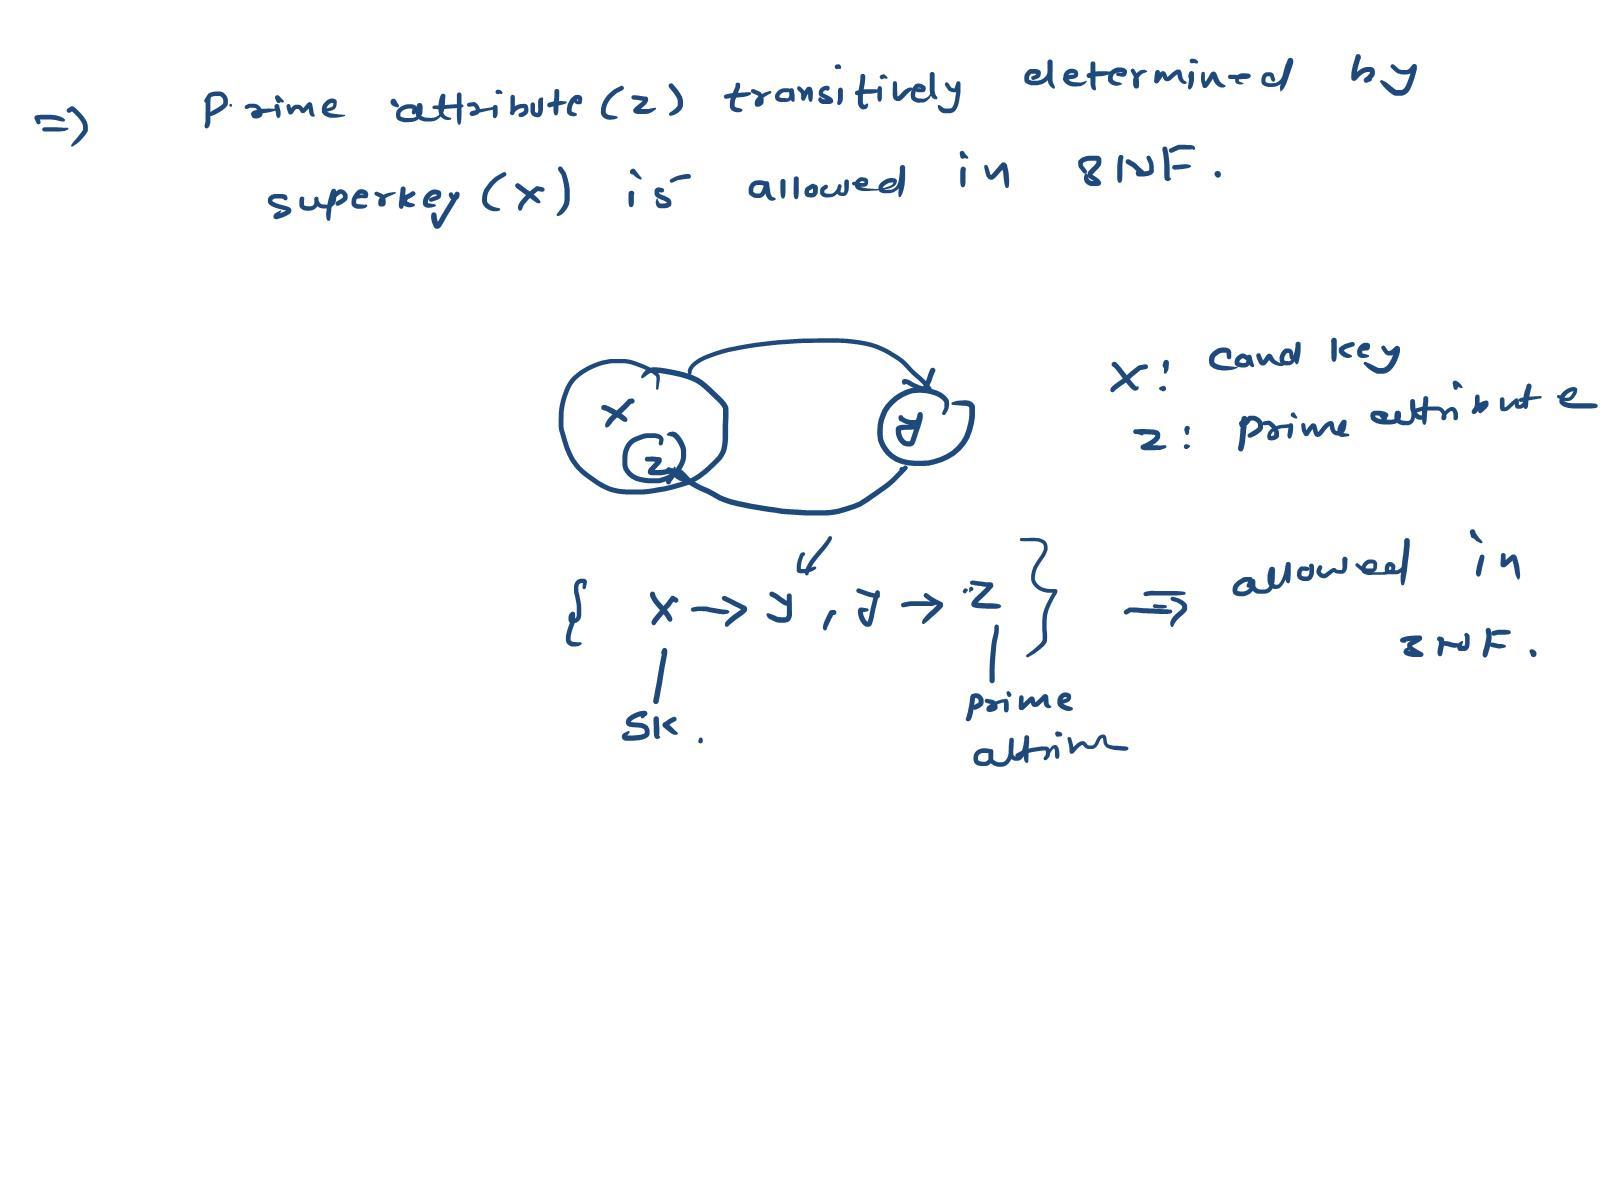 => Prime attribute (z) transitively determined by
superkey (x) is allowed in 3NF.
x: Cand key
z: prime attribute
x
z
y
{ x → y , y → z } => allowed in
3NF.
SK.
prime